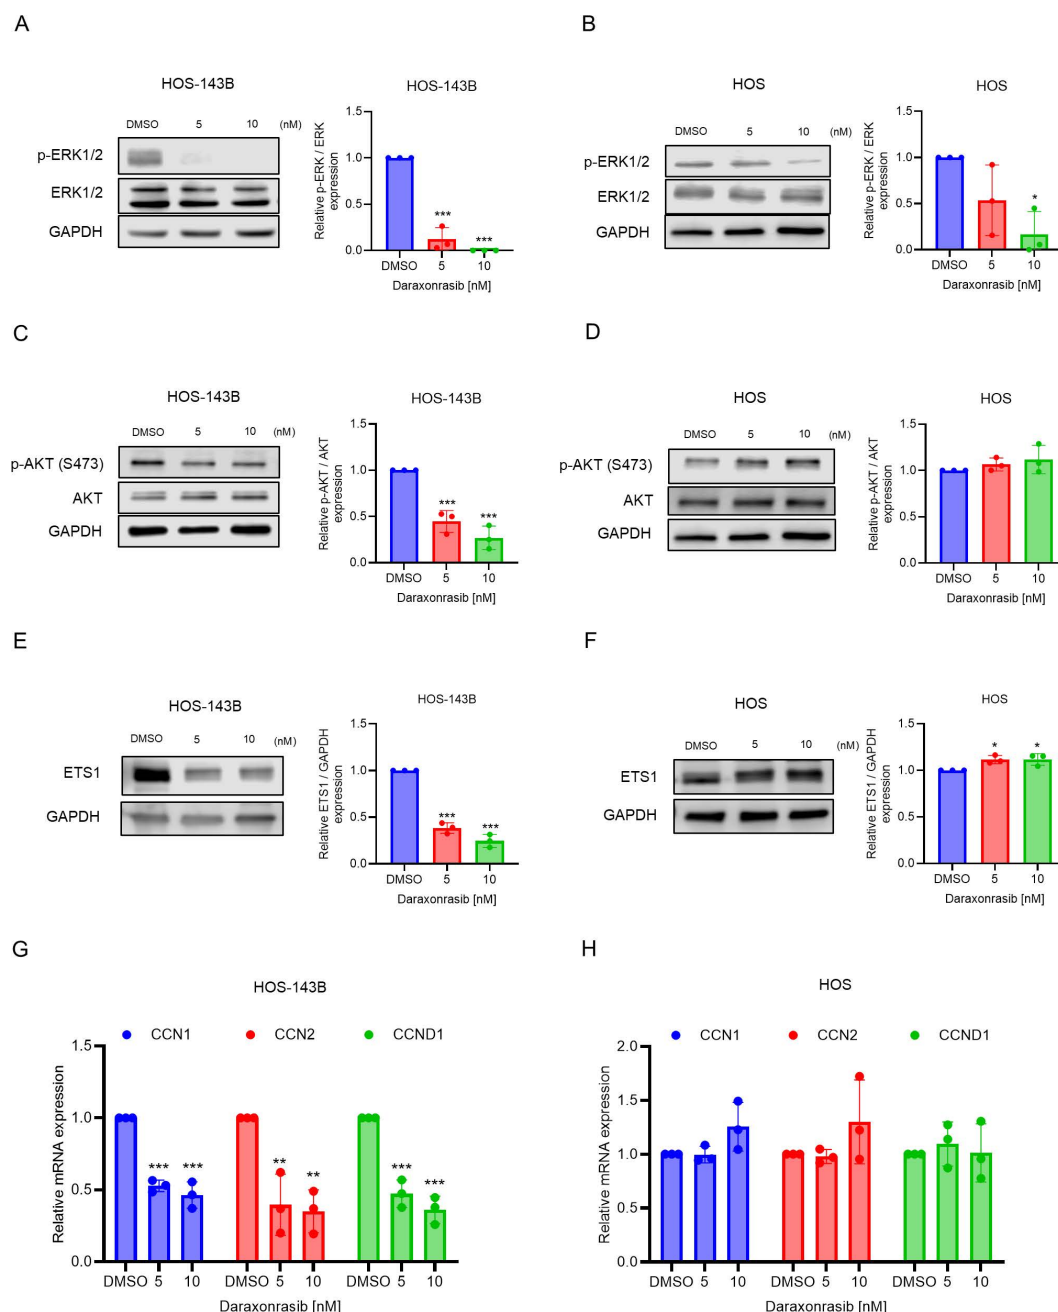 A
HOS-143B
DMSO 5 10 (nM)
p-ERK1/2
ERK1/2
GAPDH
HOS-143B
Relative p-ERK / ERK
expression
1.5
1.0
0.5
0.0
***
***
DMSO 5 10
Daraxonrasib [nM]
B
HOS
DMSO 5 10 (nM)
p-ERK1/2
ERK1/2
GAPDH
HOS
Relative p-ERK / ERK
expression
1.5
1.0
0.5
0.0
*
DMSO 5 10
Daraxonrasib [nM]
C
HOS-143B
DMSO 5 10 (nM)
p-AKT (S473)
AKT
GAPDH
HOS-143B
Relative p-AKT / AKT
expression
1.5
1.0
0.5
0.0
***
***
DMSO 5 10
Daraxonrasib [nM]
D
HOS
DMSO 5 10 (nM)
p-AKT (S473)
AKT
GAPDH
HOS
Relative p-AKT / AKT
expression
1.5
1.0
0.5
0.0
DMSO 5 10
Daraxonrasib [nM]
E
HOS-143B
DMSO 5 10 (nM)
ETS1
GAPDH
HOS-143B
Relative ETS1 / GAPDH
expression
1.5
1.0
0.5
0.0
***
***
DMSO 5 10
Daraxonrasib [nM]
F
HOS
DMSO 5 10 (nM)
ETS1
GAPDH
HOS
Relative ETS1 / GAPDH
expression
1.5
1.0
0.5
0.0
* *
DMSO 5 10
Daraxonrasib [nM]
G
HOS-143B
CCN1 CCN2 CCND1
Relative mRNA expression
1.5
1.0
0.5
0.0
*** *** ** ** *** ***
DMSO 5 10 DMSO 5 10 DMSO 5 10
Daraxonrasib [nM]
H
HOS
CCN1 CCN2 CCND1
Relative mRNA expression
2.0
1.5
1.0
0.5
0.0
DMSO 5 10 DMSO 5 10 DMSO 5 10
Daraxonrasib [nM]